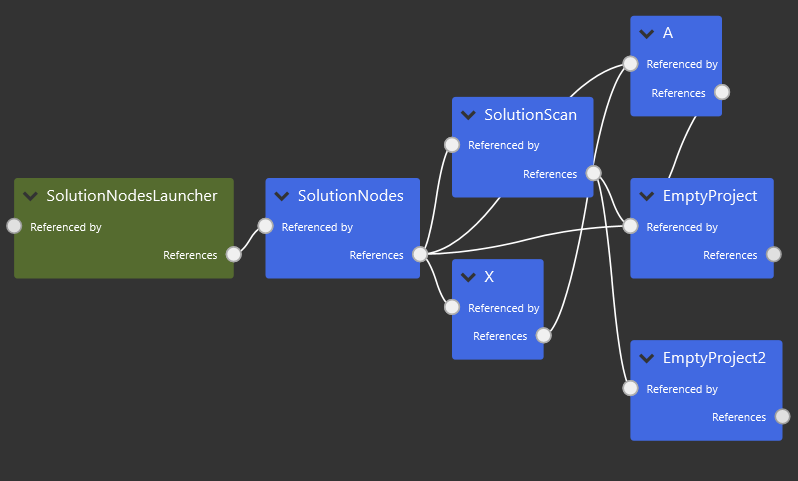 SolutionNodesLauncher
Referenced by
References
SolutionNodes
Referenced by
References
SolutionScan
Referenced by
References
X
Referenced by
References
A
Referenced by
References
EmptyProject
Referenced by
References
EmptyProject2
Referenced by
References